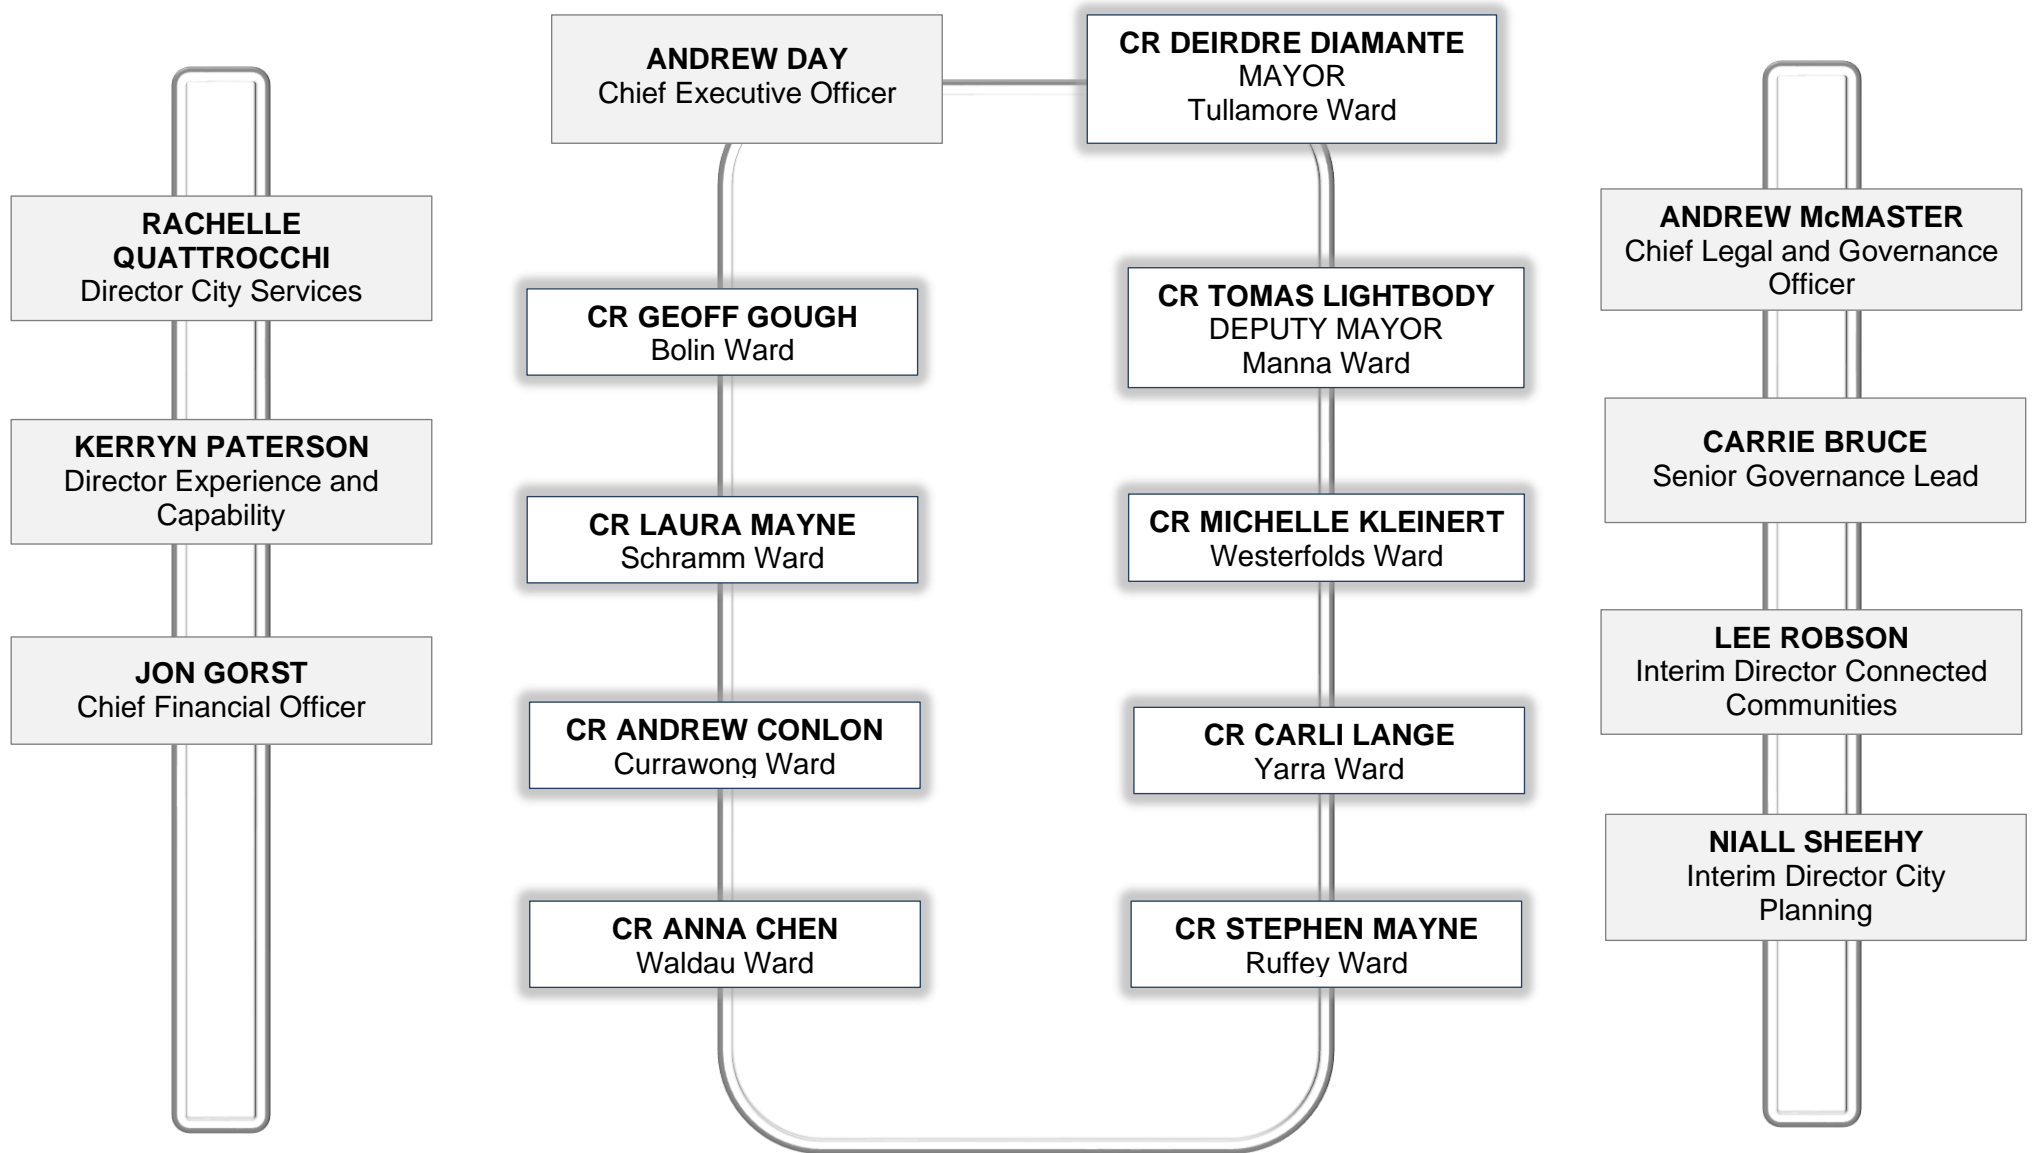 ANDREW DAY
Chief Executive Officer
CR DEIRDRE DIAMANTE
MAYOR
Tullamore Ward
RACHELLE
QUATTROCCHI
Director City Services
KERRYN PATERSON
Director Experience and
Capability
JON GORST
Chief Financial Officer
CR GEOFF GOUGH
Bolin Ward
CR LAURA MAYNE
Schramm Ward
CR ANDREW CONLON
Currawong Ward
CR ANNA CHEN
Waldau Ward
CR TOMAS LIGHTBODY
DEPUTY MAYOR
Manna Ward
CR MICHELLE KLEINERT
Westerfolds Ward
CR CARLI LANGE
Yarra Ward
CR STEPHEN MAYNE
Ruffey Ward
ANDREW McMASTER
Chief Legal and Governance
Officer
CARRIE BRUCE
Senior Governance Lead
LEE ROBSON
Interim Director Connected
Communities
NIALL SHEEHY
Interim Director City
Planning